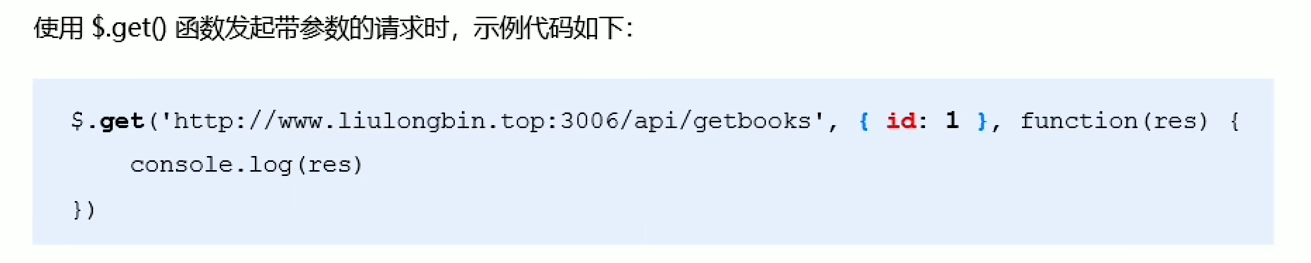 使用 $.get() 函数发起带参数的请求时，示例代码如下：
$.get('http://www.liulongbin.top:3006/api/getbooks', { id: 1 }, function(res) {
    console.log(res)
})